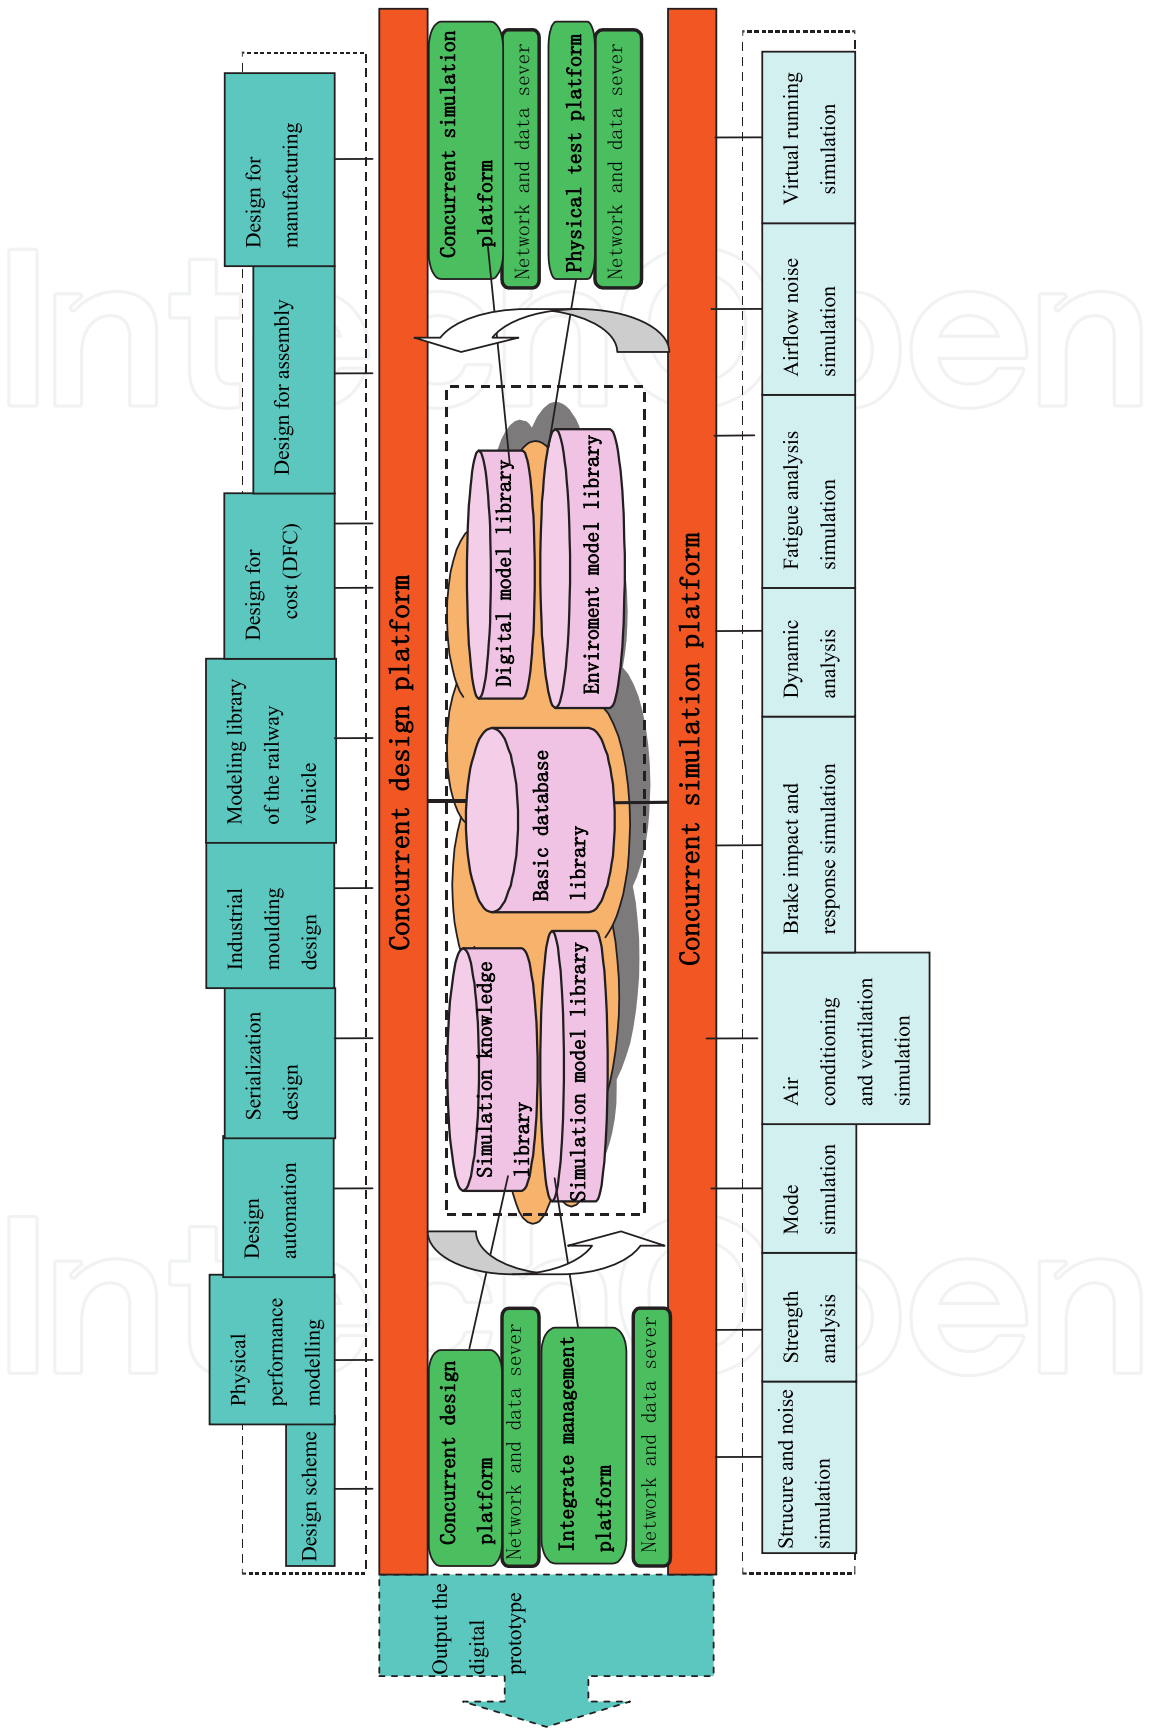 Design scheme
Physical
performance
modelling
Design
automation
Serialization
design
Industrial
moulding
design
Modeling library
of the railway
vehicle
Design for
cost (DFC)
Design for assembly
Design for
manufacturing
Concurrent design platform
Output the
digital
prototype
Concurrent design
platform
Network and data sever
Integrate management
platform
Network and data sever
Simulation knowledge
library
Simulation model library
Basic database
library
Digital model library
Enviroment model library
Concurrent simulation
platform
Network and data sever
Physical test platform
Network and data sever
Concurrent simulation platform
Strucure and noise
simulation
Strength
analysis
Mode
simulation
Air
conditioning
and ventilation
simulation
Brake impact and
response simulation
Dynamic
analysis
Fatigue analysis
simulation
Airflow noise
simulation
Virtual running
simulation
IntechOpen
IntechOpen